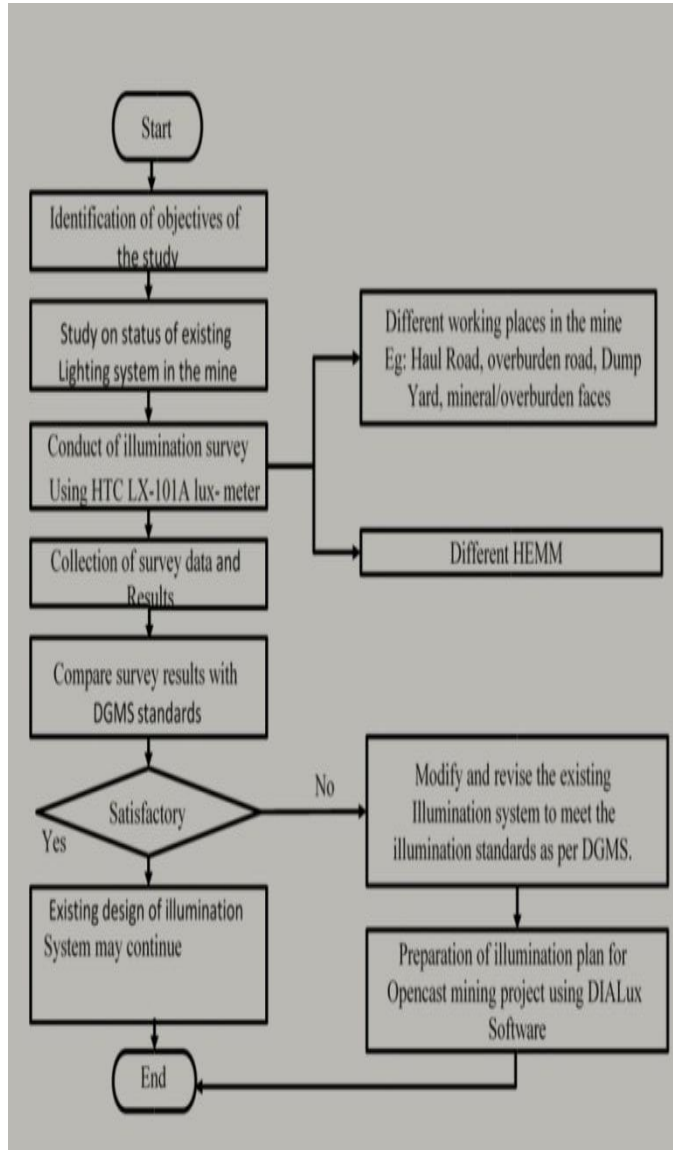 Start
Identification of objectives of
the study
Study on status of existing
Lighting system in the mine
Conduct of illumination survey
Using HTC LX-101A lux- meter
Different working places in the mine
Eg: Haul Road, overburden road, Dump
Yard, mineral/overburden faces
Different HEMM
Collection of survey data and
Results
Compare survey results with
DGMS standards
Satisfactory
Yes
No
Modify and revise the existing
Illumination system to meet the
illumination standards as per DGMS.
Existing design of illumination
System may continue
Preparation of illumination plan for
Opencast mining project using DIALux
Software
End